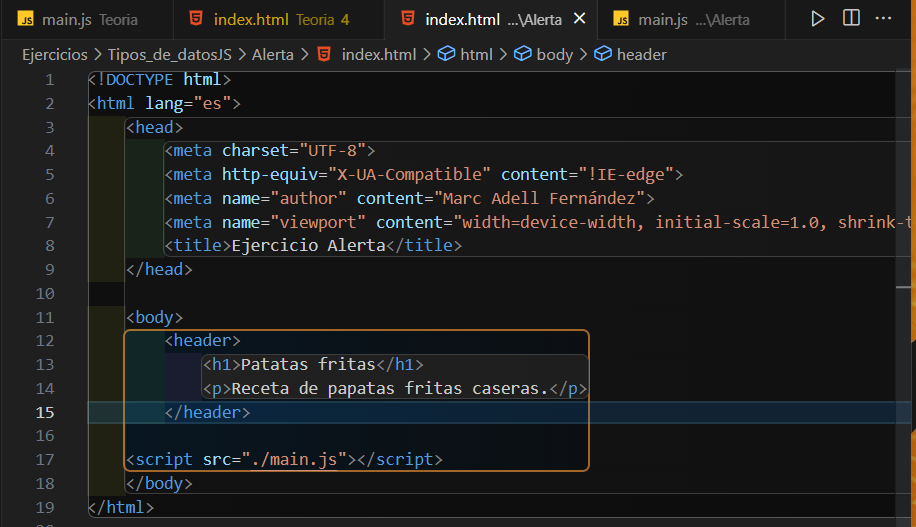 JS main.js Teoria index.html Teoria 4 index.html ...\Alerta JS main.js ...\Alerta
Ejercicios > Tipos_de_datosJS > Alerta > index.html > html > body > header
1 <!DOCTYPE html>
2 <html lang="es">
3 <head>
4 <meta charset="UTF-8">
5 <meta http-equiv="X-UA-Compatible" content="!IE-edge">
6 <meta name="author" content="Marc Adell Fernández">
7 <meta name="viewport" content="width=device-width, initial-scale=1.0, shrink-t
8 <title>Ejercicio Alerta</title>
9 </head>
10
11 <body>
12 <header>
13 <h1>Patatas fritas</h1>
14 <p>Receta de papatas fritas caseras.</p>
15 </header>
16
17 <script src="./main.js"></script>
18 </body>
19 </html>